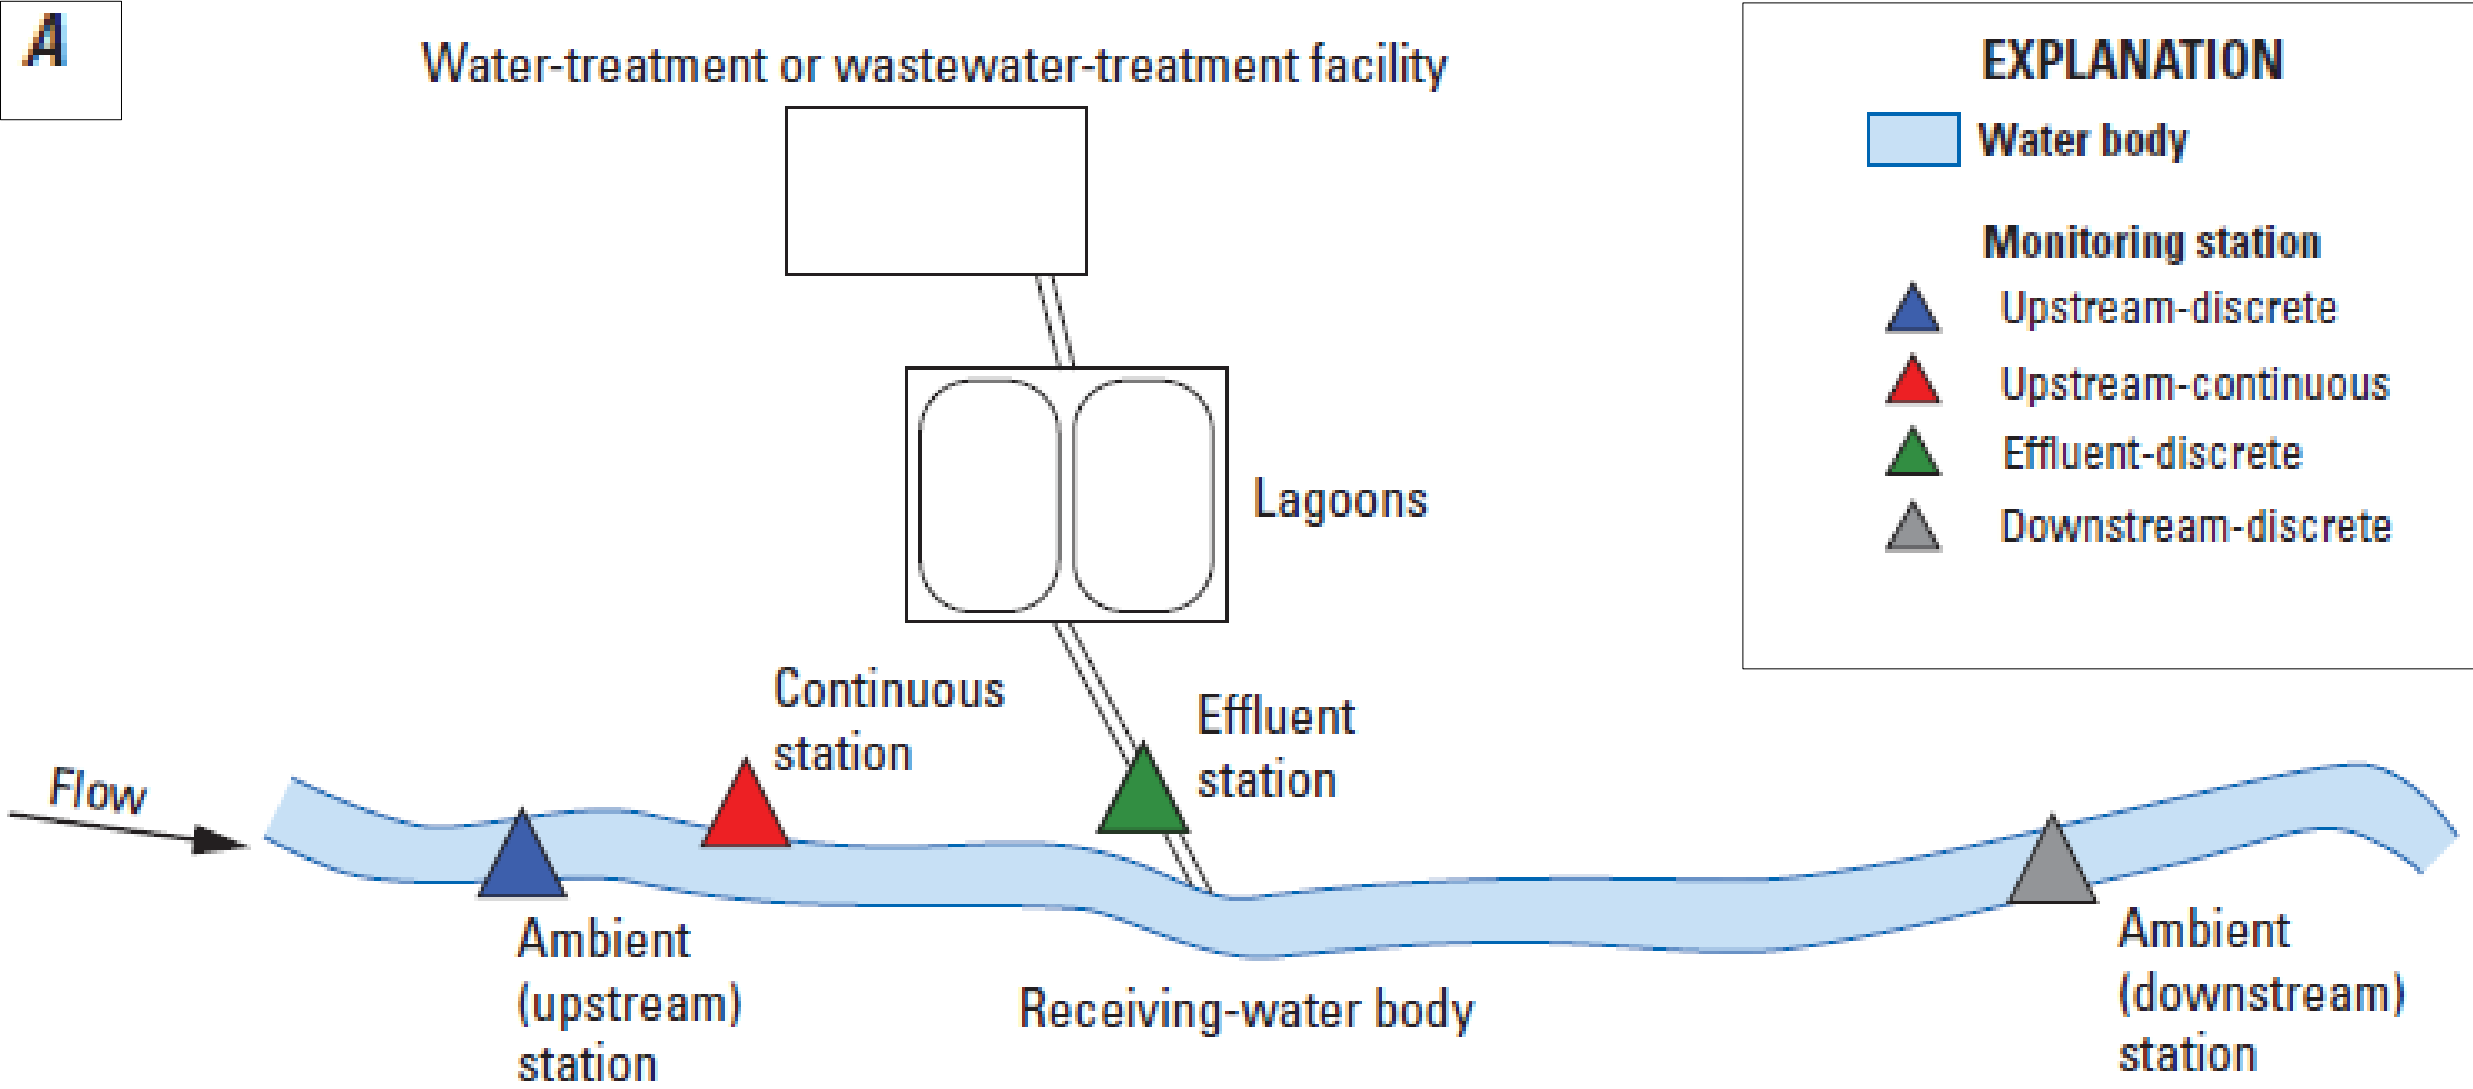 A
Water-treatment or wastewater-treatment facility
EXPLANATION
Water body
Monitoring station
Upstream-discrete
Upstream-continuous
Effluent-discrete
Downstream-discrete
Lagoons
Continuous
station
Effluent
station
Flow
Ambient
(upstream)
station
Receiving-water body
Ambient
(downstream)
station